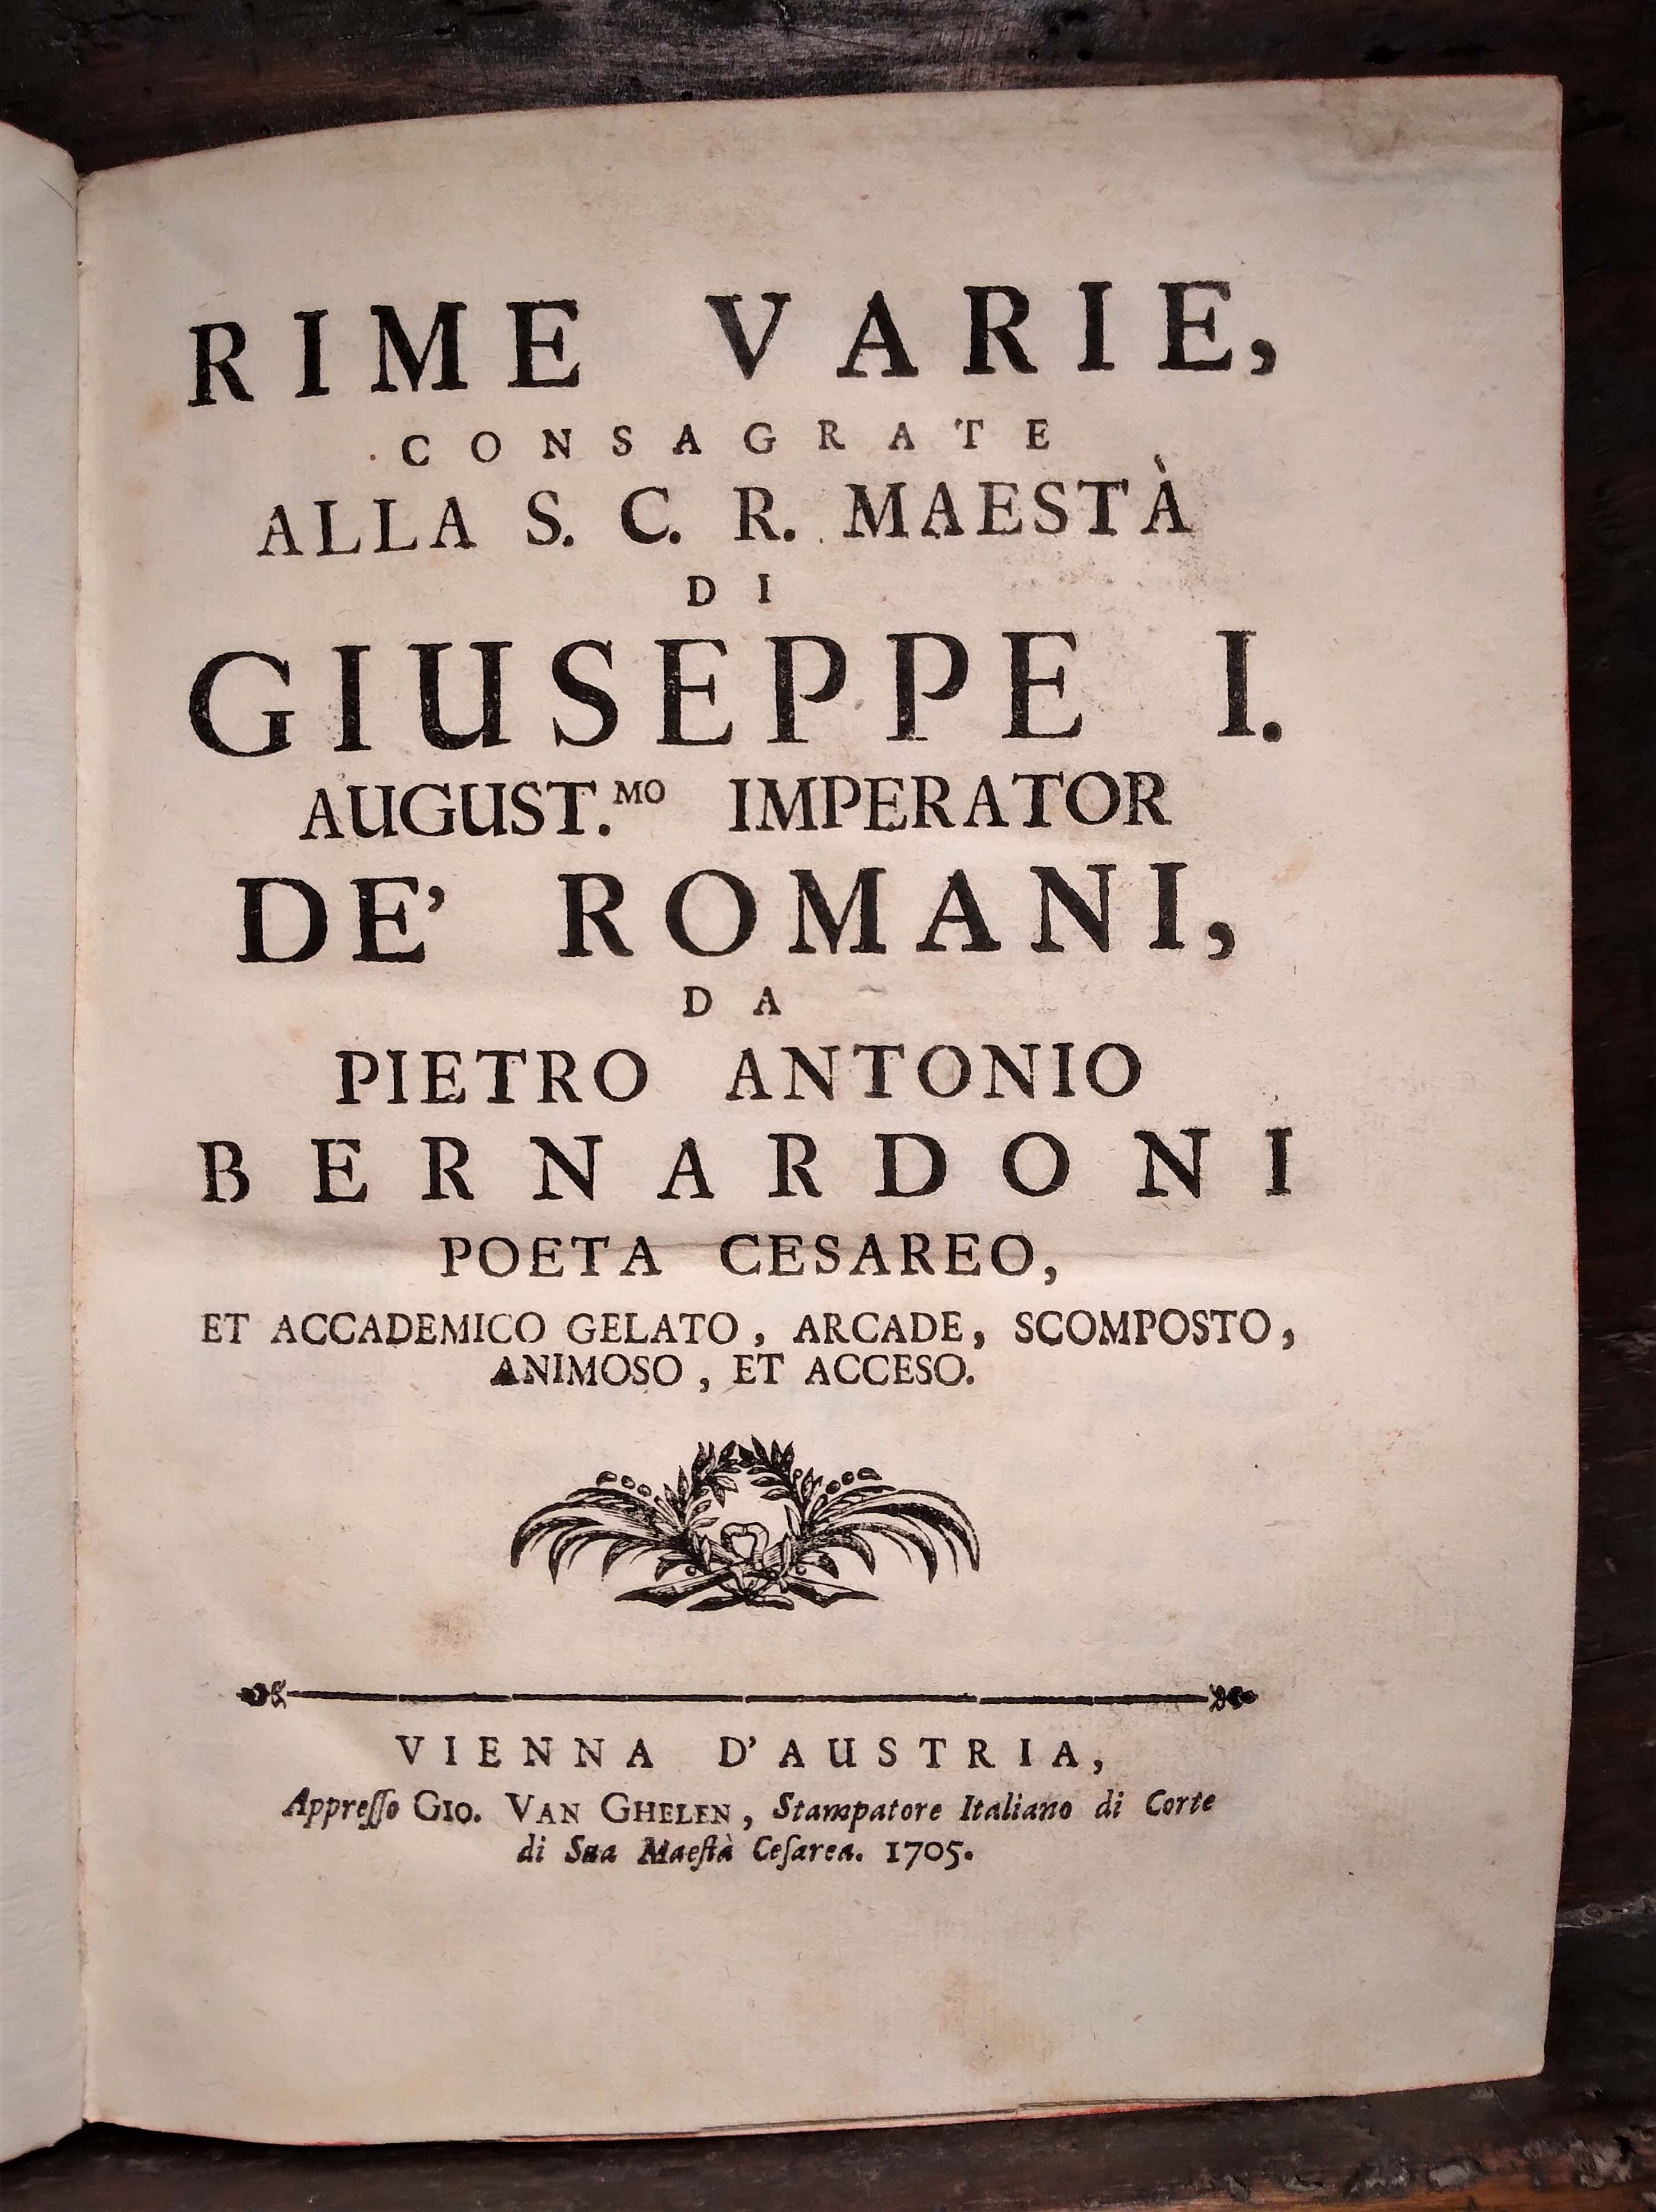 RIME VARIE,
CONSAGRATE
ALLA S. C. R. MAESTÀ
DI
GIUSEPPE I.
AUGUST.MO IMPERATOR
DE' ROMANI,
DA
PIETRO ANTONIO
BERNARDONI
POETA CESAREO,
ET ACCADEMICO GELATO, ARCADE, SCOMPOSTO,
ANIMOSO, ET ACCESO.
VIENNA D'AUSTRIA,
Appreſſo GIO. VAN GHELEN, Stampatore Italiano di Corte
di Sua Maeſtà Ceſarea. 1705.